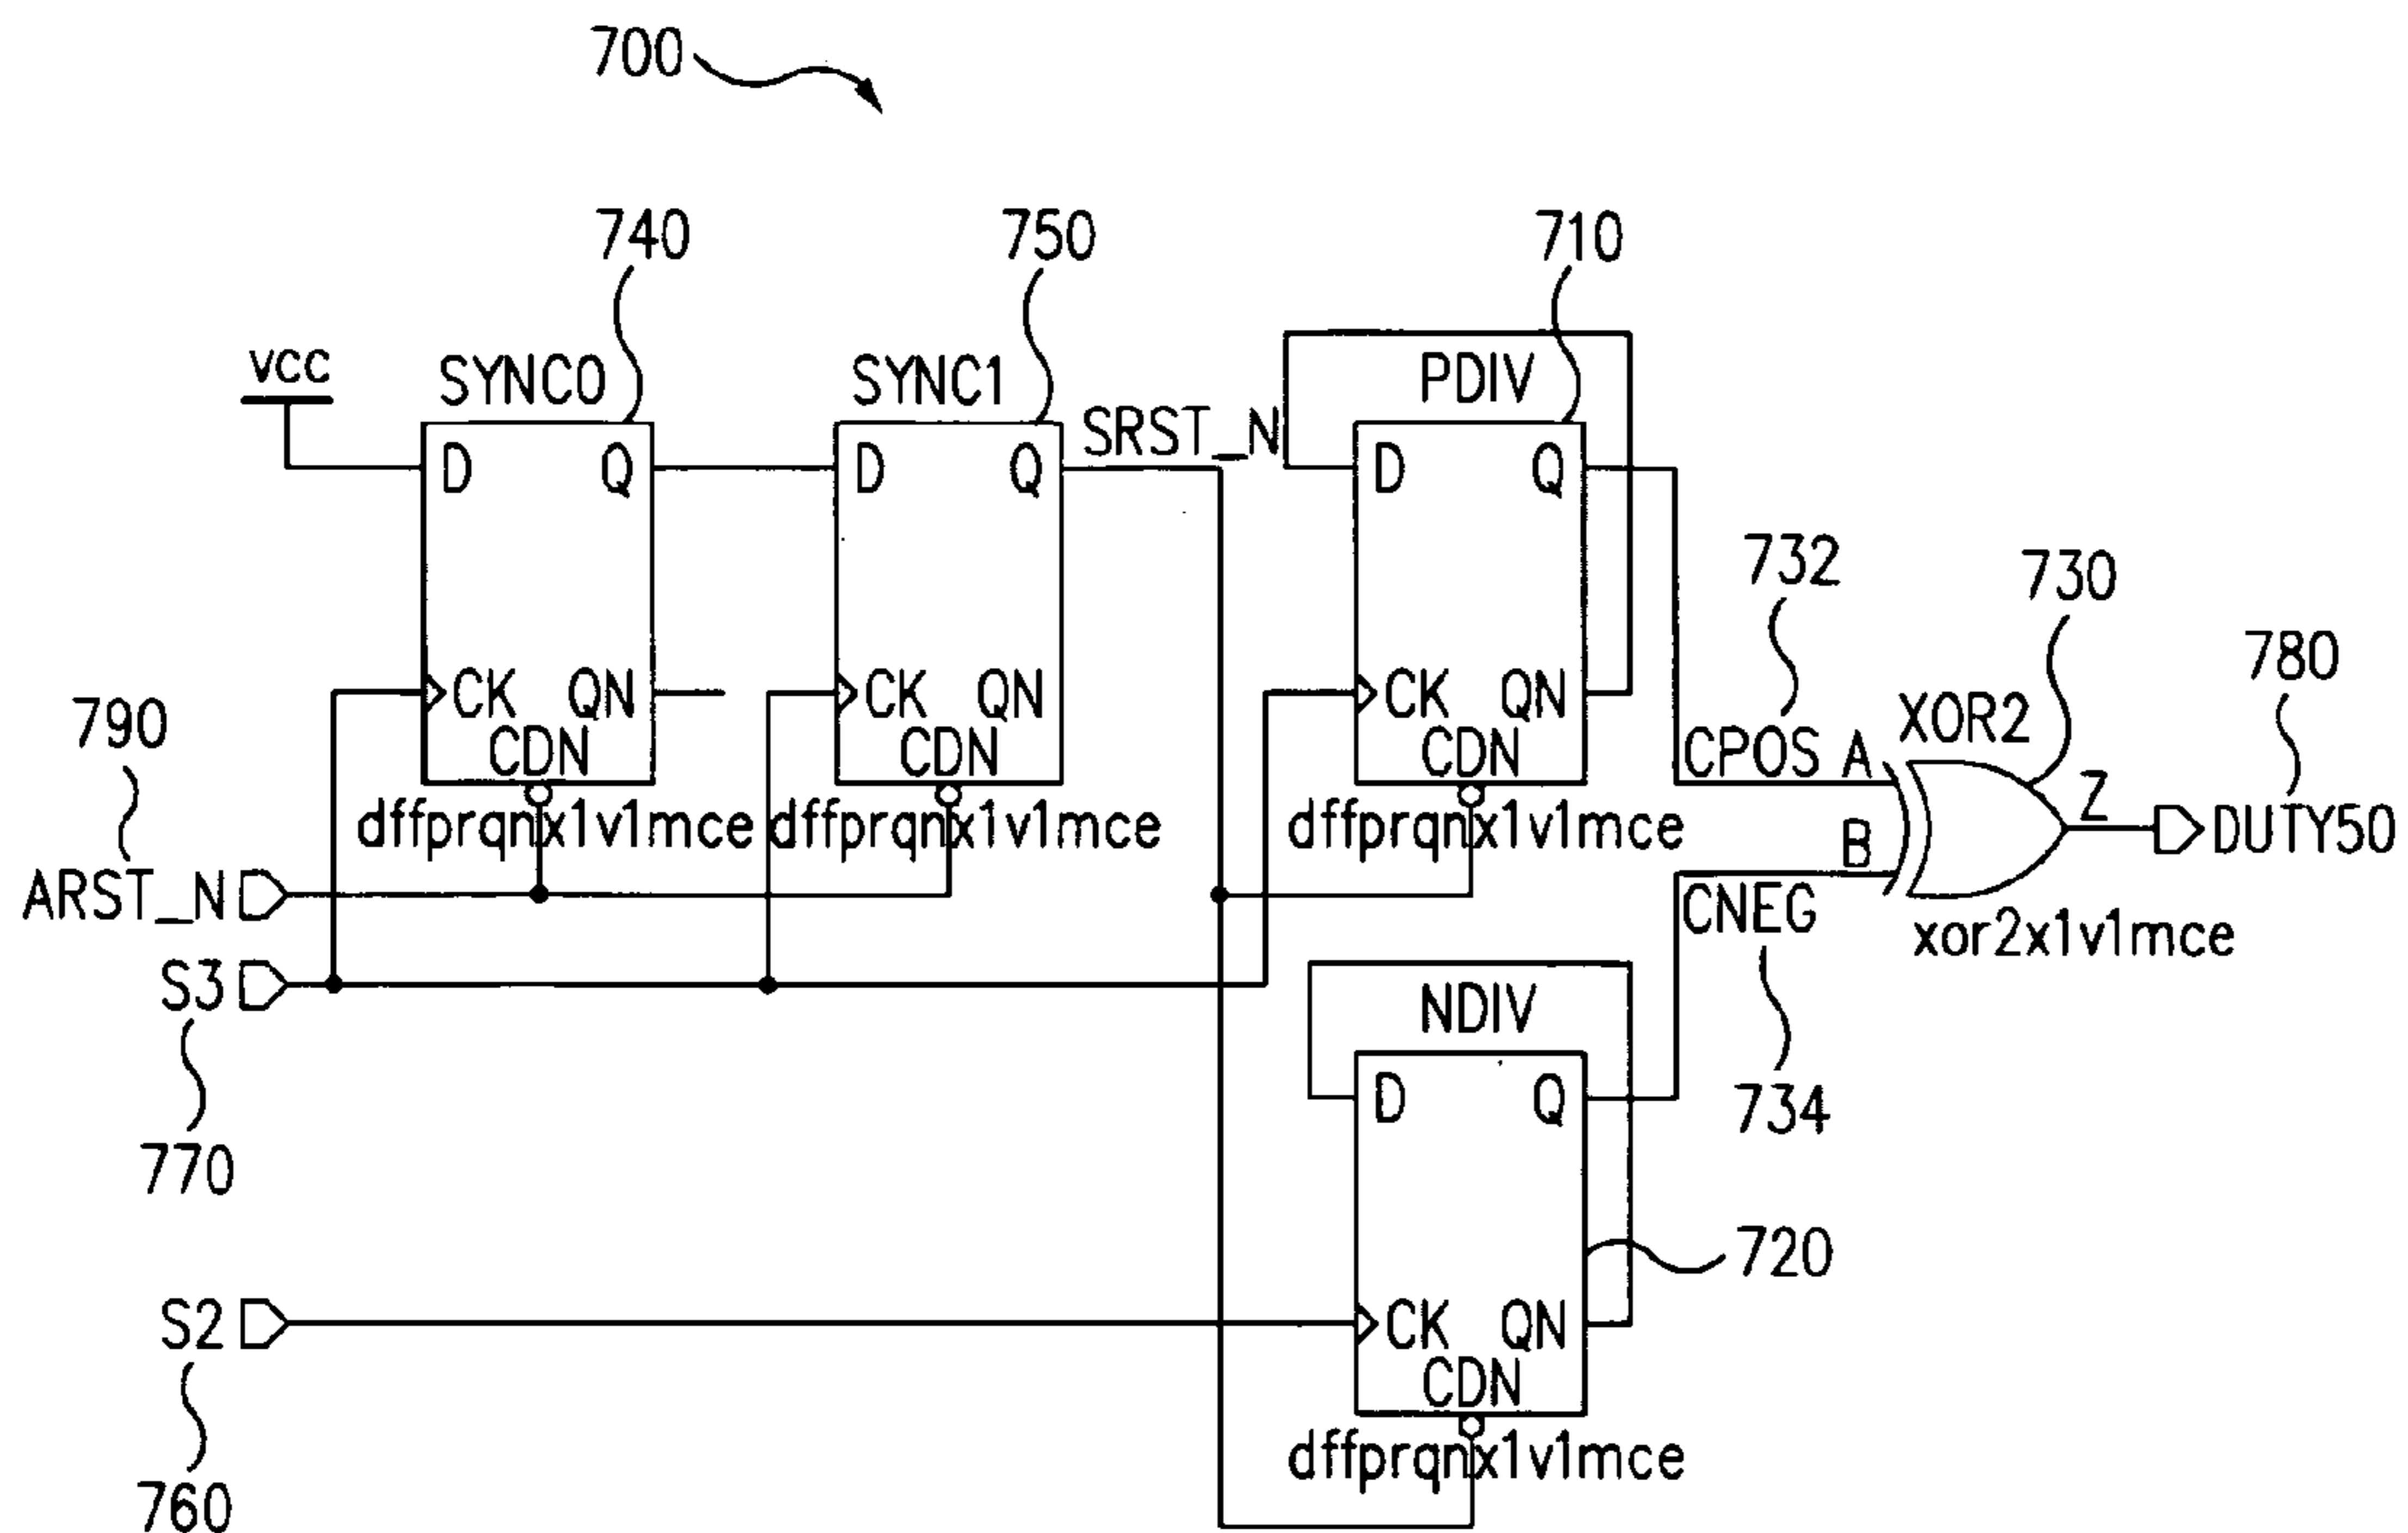 700
740
750
710
vcc
SYNC0
SYNC1
SRST_N
PDIV
D
Q
D
Q
D
Q
732
730
780
790
CK
QN
CK
QN
CK
QN
CDN
CDN
CDN
CPOS
A
XOR2
Z
DUTY50
dffprqnx1v1mce
dffprqnx1v1mce
dffprqnx1v1mce
B
ARST_N
CNEG
xor2x1v1mce
S3
NDIV
D
Q
734
770
720
S2
CK
QN
CDN
dffprqnx1v1mce
760